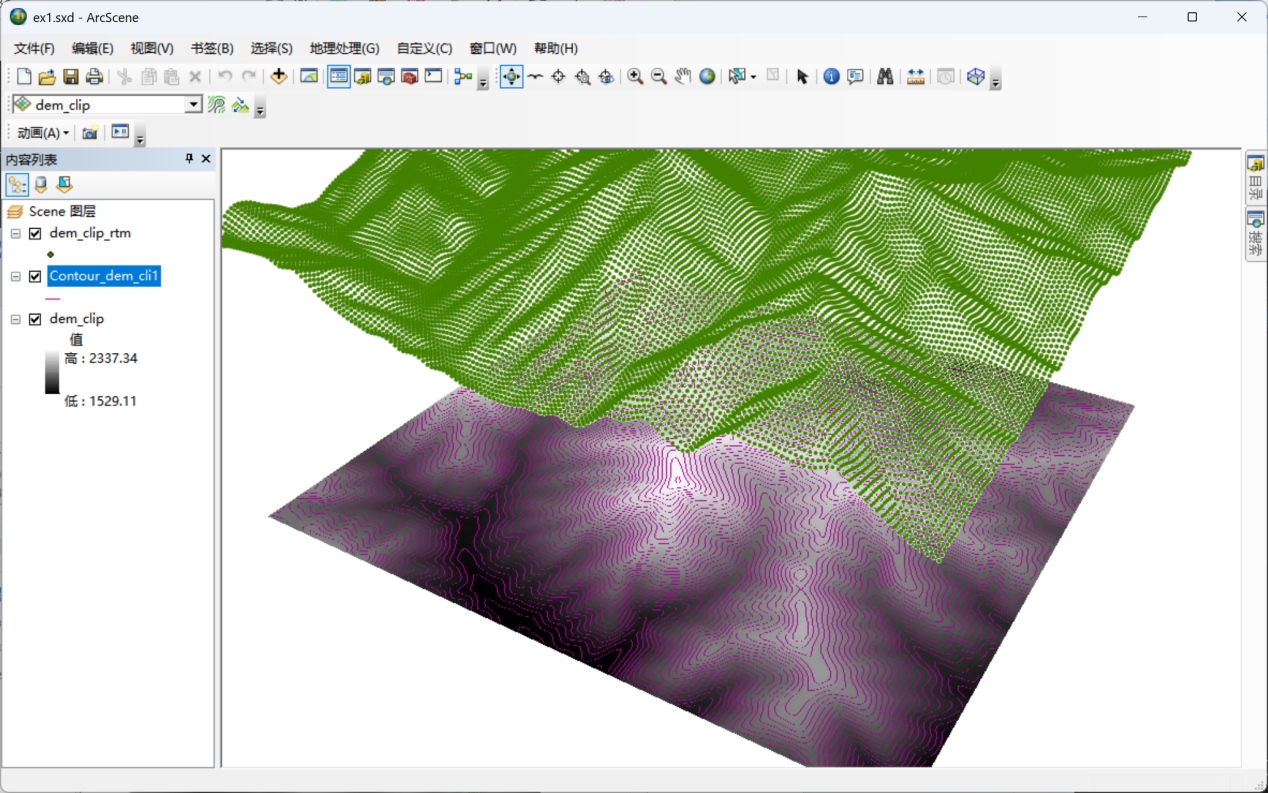 ex1.sxd - ArcScene
文件(F) 编辑(E) 视图(V) 书签(B) 选择(S) 地理处理(G) 自定义(C) 窗口(W) 帮助(H)
dem_clip
动画(A)
内容列表
Scene 图层
dem_clip_rtm
Contour_dem_cli1
dem_clip
值
高 : 2337.34
低 : 1529.11
目录
搜索